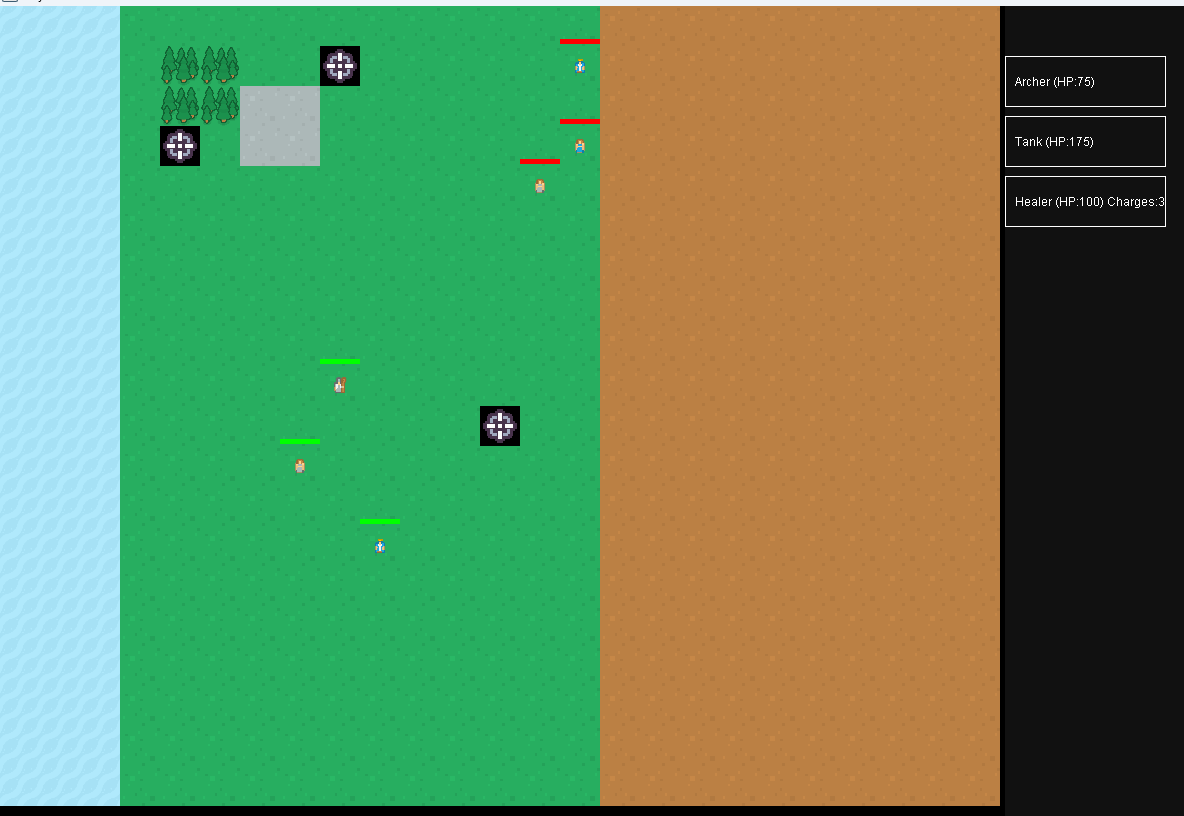 Archer (HP:75)
Tank (HP:175)
Healer (HP:100) Charges:3